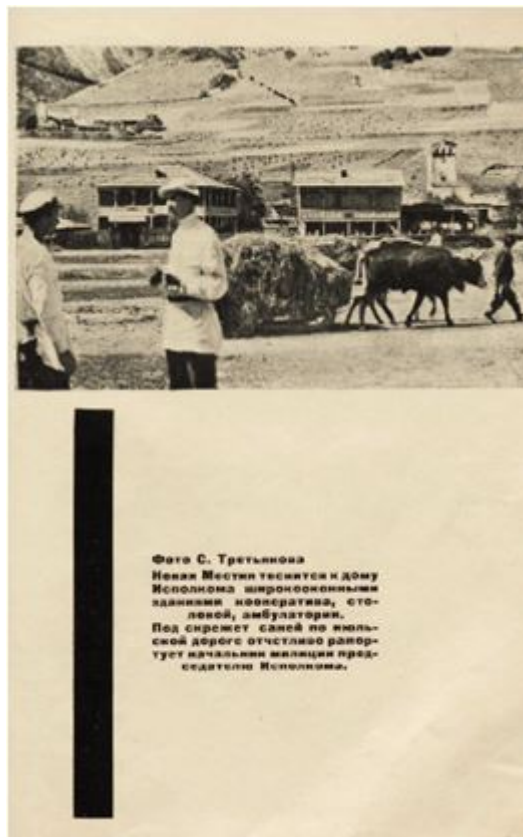 Фото С. Третьякова
Новая Местия теснится к дому
Исполкома широкооконными
зданиями кооператива, сто-
ловой, амбулатории.
Под скрежет саней по июль-
ской дороге отчетливо рапор-
тует начальник милиции пред-
седателю Исполкома.